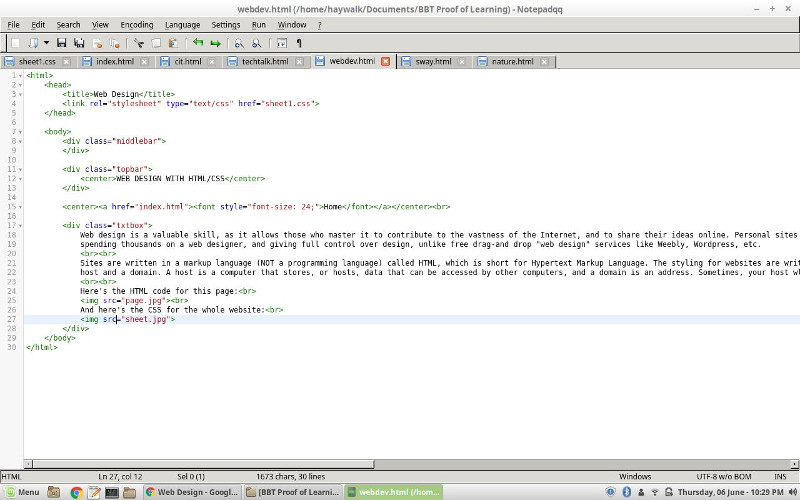 webdev.html (/home/haywalk/Documents/BBT Proof of Learning) - Notepadqq
File Edit Search View Encoding Language Settings Run Window ?
sheet1.css index.html cit.html techtalk.html webdev.html sway.html nature.html
1 <html>
2 <head>
3 <title>Web Design</title>
4 <link rel="stylesheet" type="text/css" href="sheet1.css">
5 </head>
6
7 <body>
8 <div class="middlebar">
9 </div>
10
11 <div class="topbar">
12 <center>WEB DESIGN WITH HTML/CSS</center>
13 </div>
14
15 <center><a href="index.html"><font style="font-size: 24;">Home</font></a></center><br>
16
17 <div class="txtbox">
18 Web design is a valuable skill, as it allows those who master it to contribute to the vastness of the Internet, and to share their ideas online. Personal sites
19 spending thousands on a web designer, and giving full control over design, unlike free drag-and drop "web design" services like Weebly, Wordpress, etc.
20 <br><br>
21 Sites are written in a markup language (NOT a programming language) called HTML, which is short for Hypertext Markup Language. The styling for websites are writ
22 host and a domain. A host is a computer that stores, or hosts, data that can be accessed by other computers, and a domain is an address. Sometimes, your host wl
23 <br><br>
24 Here's the HTML code for this page:<br>
25 <img src="page.jpg"><br>
26 And here's the CSS for the whole website:<br>
27 <img src="sheet.jpg">
28 </div>
29 </body>
30 </html>
HTML Ln 27, col 12 Sel 0 (1) 1673 chars, 30 lines Windows UTF-8 w/o BOM INS
Menu Web Design - Googl... [BBT Proof of Learni... webdev.html (/hom... Thursday, 06 June - 10:29 PM